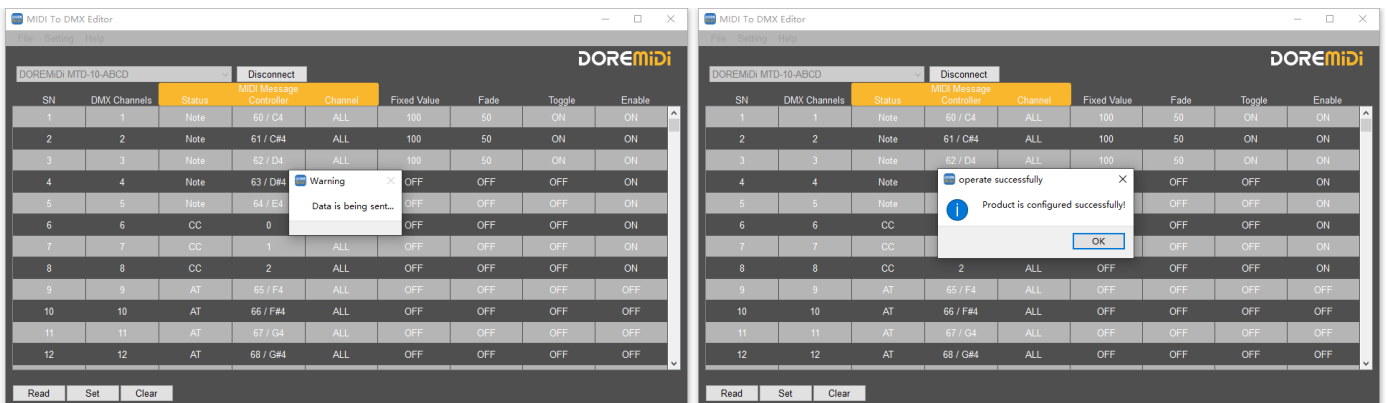 MIDI To DMX Editor
File Setting Help
DOREMiDi
DOREMiDi MTD-10-ABCD Disconnect
MIDI Message
SN DMX Channels Status Controller Channel Fixed Value Fade Toggle Enable
1 1 Note 60 / C4 ALL 100 50 ON ON
2 2 Note 61 / C#4 ALL 100 50 ON ON
3 3 Note 62 / D4 ALL 100 50 ON ON
4 4 Note 63 / D#4 OFF OFF OFF ON
5 5 Note 64 / E4 OFF OFF OFF ON
6 6 CC 0 OFF OFF OFF ON
7 7 CC 1 ALL OFF OFF OFF ON
8 8 CC 2 ALL OFF OFF OFF ON
9 9 AT 65 / F4 ALL OFF OFF OFF OFF
10 10 AT 66 / F#4 ALL OFF OFF OFF OFF
11 11 AT 67 / G4 ALL OFF OFF OFF OFF
12 12 AT 68 / G#4 ALL OFF OFF OFF OFF
Warning
Data is being sent...
Read Set Clear
MIDI To DMX Editor
File Setting Help
DOREMiDi
DOREMiDi MTD-10-ABCD Disconnect
MIDI Message
SN DMX Channels Status Controller Channel Fixed Value Fade Toggle Enable
1 1 Note 60 / C4 ALL 100 50 ON ON
2 2 Note 61 / C#4 ALL 100 50 ON ON
3 3 Note 62 / D4 ALL 100 50 ON ON
4 4 Note OFF OFF ON
5 5 Note OFF OFF ON
6 6 CC OFF OFF ON
7 7 CC OFF OFF ON
8 8 CC 2 ALL OFF OFF OFF ON
9 9 AT 65 / F4 ALL OFF OFF OFF OFF
10 10 AT 66 / F#4 ALL OFF OFF OFF OFF
11 11 AT 67 / G4 ALL OFF OFF OFF OFF
12 12 AT 68 / G#4 ALL OFF OFF OFF OFF
operate successfully
Product is configured successfully!
OK
Read Set Clear